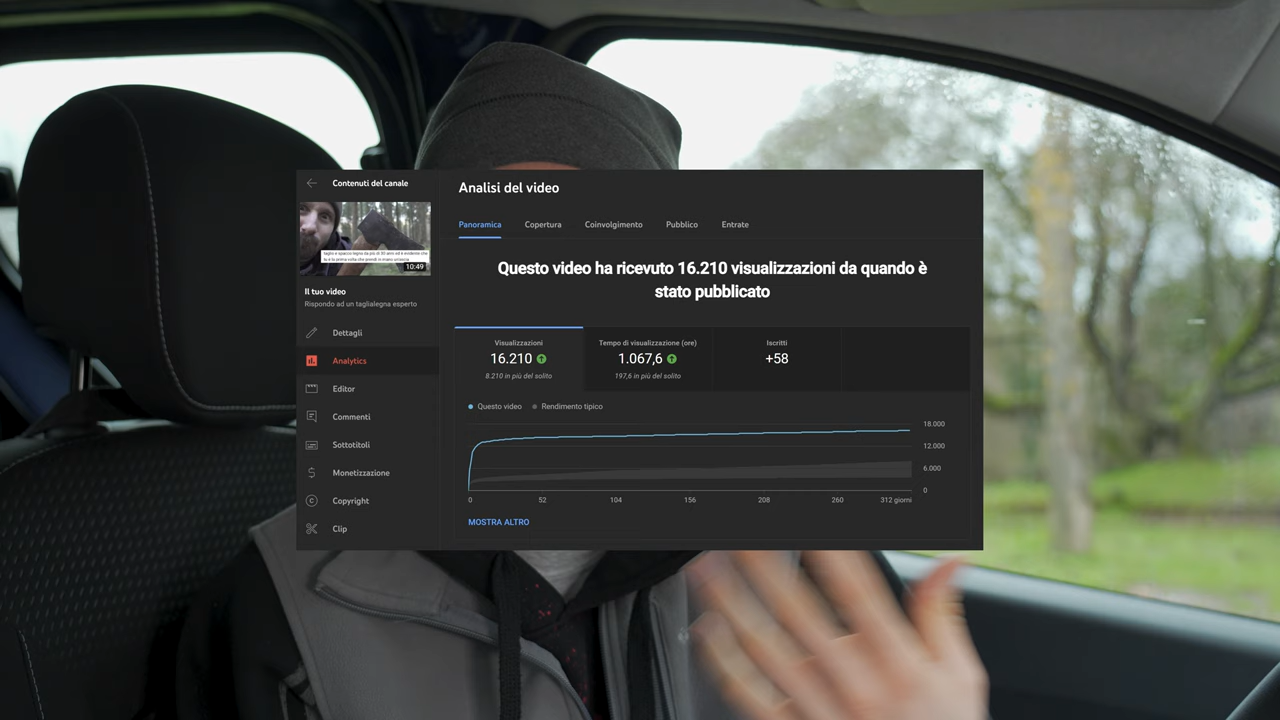 Contenuti del canale
10:49
Il tuo video
Rispondo ad un taglialegna esperto
Dettagli
Analytics
Editor
Commenti
Sottotitoli
Monetizzazione
Copyright
Clip
Analisi del video
Panoramica Copertura Coinvolgimento Pubblico Entrate
Questo video ha ricevuto 16.210 visualizzazioni da quando è
stato pubblicato
Visualizzazioni
16.210
8.210 in più del solito
Tempo di visualizzazione (ore)
1.067,6
197,6 in più del solito
Iscritti
+58
Questo video Rendimento tipico
18.000
12.000
6.000
0
0 52 104 156 208 260 312 giorni
MOSTRA ALTRO